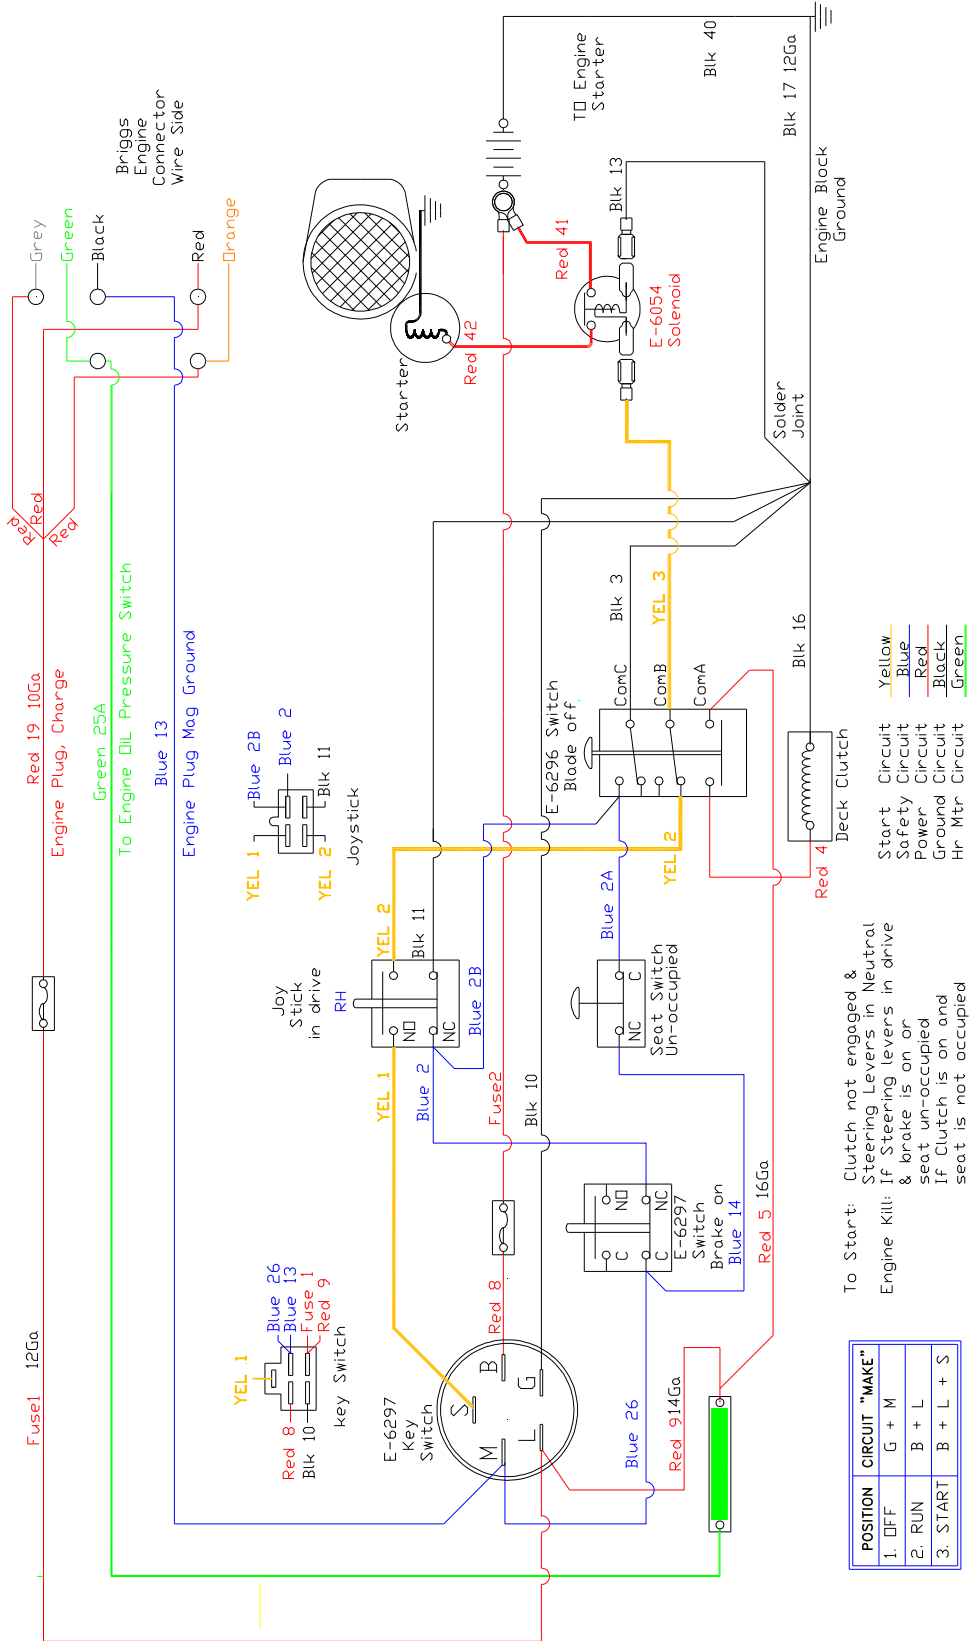 Grey
Green
Black
Red
Orange
Briggs
Engine
Connector
Wire Side
Red
Red
Red
Red 19 10Ga
Engine Plug, Charge
Green 25A
To Engine OIL Pressure Switch
Blue 13
Engine Plug Mag Ground
Fuse1 12Ga
Starter
Red 42
Red 41
E-6054
Solenoid
TO Engine
Starter
Blk 40
Blk 17 12Ga
Blk 13
Engine Block
Ground
Solder
Joint
Blk 16
Blk 3
YEL 3
ComC
ComB
ComA
E-6296 Switch
Blade off
Deck Clutch
Red 4
YEL 2
Blue 2A
Blue 2B
Blue 2
YEL 1
YEL 2
Blk 11
Joystick
Joy
Stick
in drive
RH
NO
NC
YEL 2
Blk 11
Blue 2B
YEL 1
Blue 2
Seat Switch
Un-occupied
NC
C
Fuse2
Blk 10
E-6297
Switch
Brake on
C
NO
C
NC
Blue 14
Red 5 16Ga
Red 8
YEL 1
Blue 26
Blue 13
Fuse 1
Red 9
Red 8
Blk 10
key Switch
E-6297
Key
Switch
S
B
M
G
L
Blue 26
Red 9 14Ga
Start Circuit Yellow
Safety Circuit Blue
Power Circuit Red
Ground Circuit Black
Hr Mtr Circuit Green
To Start: Clutch not engaged &
Steering Levers in Neutral
Engine Kill: If Steering levers in drive
& brake is on or
seat un-occupied
If Clutch is on and
seat is not occupied
POSITION CIRCUIT "MAKE"
1. OFF G + M
2. RUN B + L
3. START B + L + S